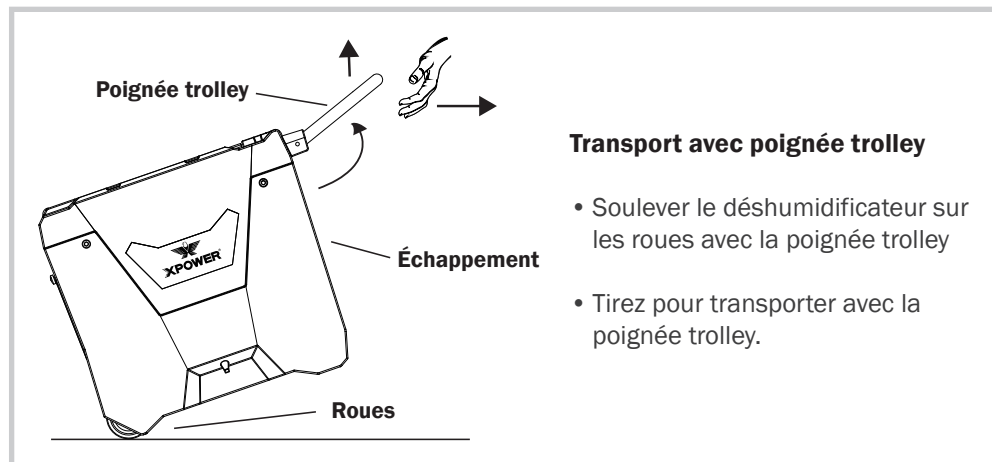 Poignée trolley
Transport avec poignée trolley
• Soulever le déshumidificateur sur
les roues avec la poignée trolley
XPOWER
Échappement
• Tirez pour transporter avec la
poignée trolley.
Roues